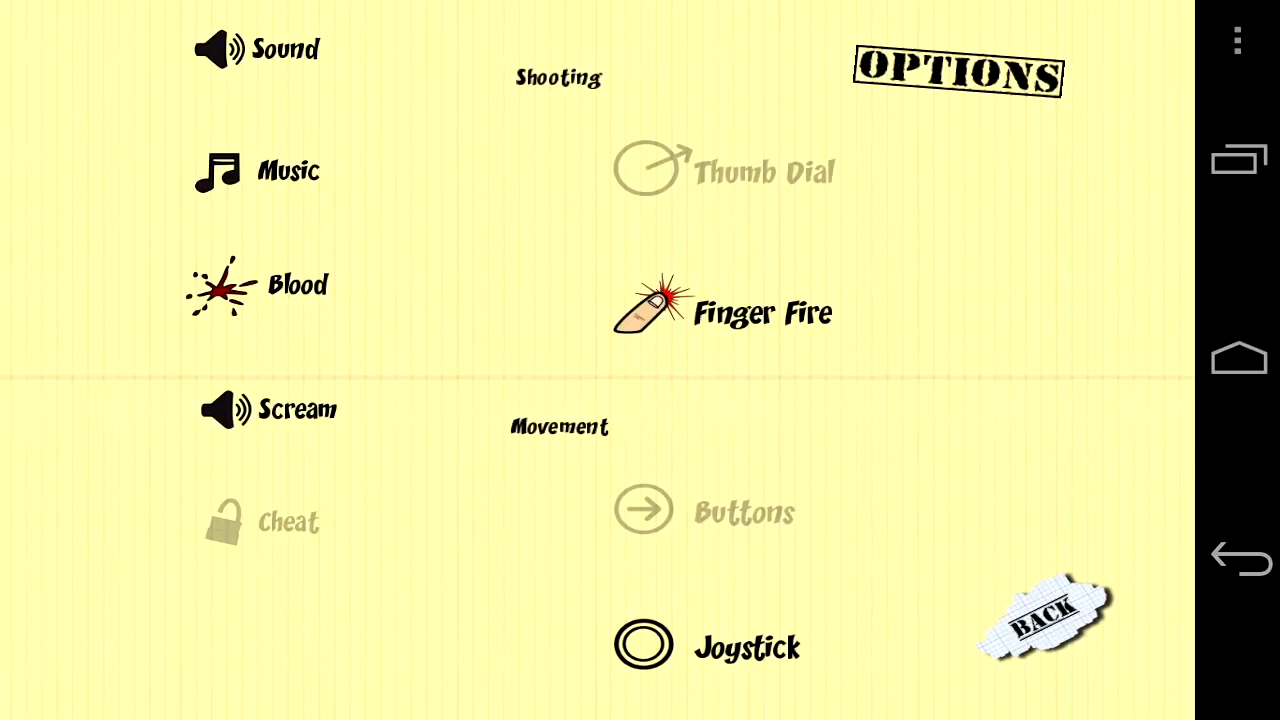 Sound
Music
Blood
Scream
Cheat
Shooting
Thumb Dial
Finger Fire
Movement
Buttons
Joystick
OPTIONS
BACK